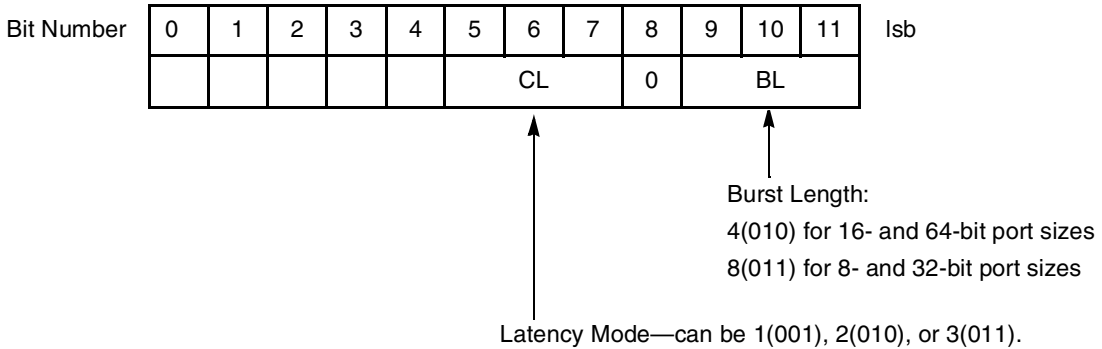 Bit Number 0 1 2 3 4 5 6 7 8 9 10 11 lsb
CL 0 BL
Burst Length:
4(010) for 16- and 64-bit port sizes
8(011) for 8- and 32-bit port sizes
Latency Mode—can be 1(001), 2(010), or 3(011).